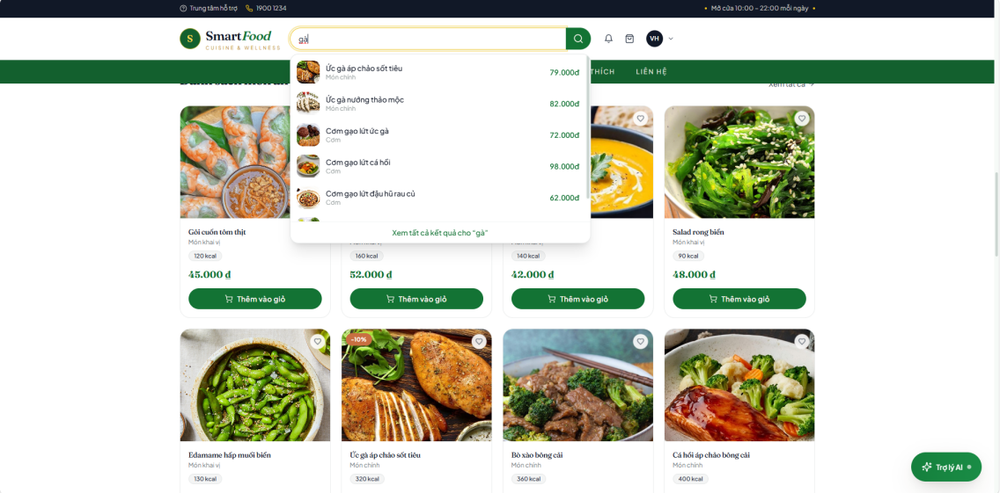 Trung tâm hỗ trợ 1900 1234
• Mở cửa 10:00 – 22:00 mỗi ngày •
S SmartFood
CUISINE & WELLNESS
gà
VH
THÍCH LIÊN HỆ
Xem tất cả →
Ức gà áp chảo sốt tiêu
Món chính
79.000đ
Ức gà nướng thảo mộc
Món chính
82.000đ
Cơm gạo lứt ức gà
Cơm
72.000đ
Cơm gạo lứt cá hồi
Cơm
98.000đ
Cơm gạo lứt đậu hũ rau củ
Cơm
62.000đ
Xem tất cả kết quả cho "gà"
Gỏi cuốn tôm thịt
Món khai vị
120 kcal
45.000 đ
Thêm vào giỏ
160 kcal
52.000 đ
Thêm vào giỏ
140 kcal
42.000 đ
Thêm vào giỏ
Salad rong biển
Món khai vị
90 kcal
48.000 đ
Thêm vào giỏ
Edamame hấp muối biển
Món khai vị
130 kcal
-10%
Ức gà áp chảo sốt tiêu
Món chính
320 kcal
Bò xào bông cải
Món chính
360 kcal
Cá hồi áp chảo bông cải
Món chính
400 kcal
Trợ lý AI